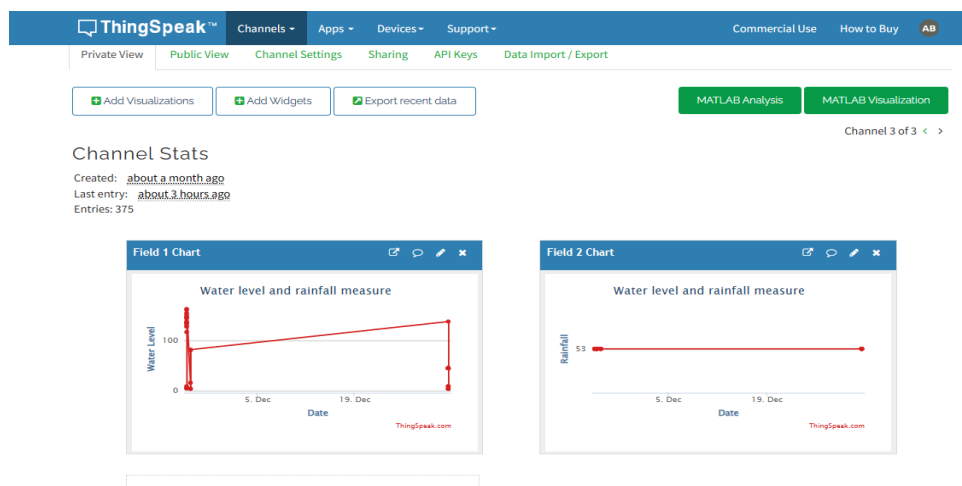 ThingSpeak™ Channels Apps Devices Support Commercial Use How to Buy AB
Private View Public View Channel Settings Sharing API Keys Data Import / Export
Add Visualizations Add Widgets Export recent data MATLAB Analysis MATLAB Visualization
Channel 3 of 3 < >
Channel Stats
Created: about a month ago
Last entry: about 3 hours ago
Entries: 375
Field 1 Chart
Water level and rainfall measure
Water Level
100
0
5. Dec 19. Dec
Date
ThingSpeak.com
Field 2 Chart
Water level and rainfall measure
Rainfall
53
5. Dec 19. Dec
Date
ThingSpeak.com